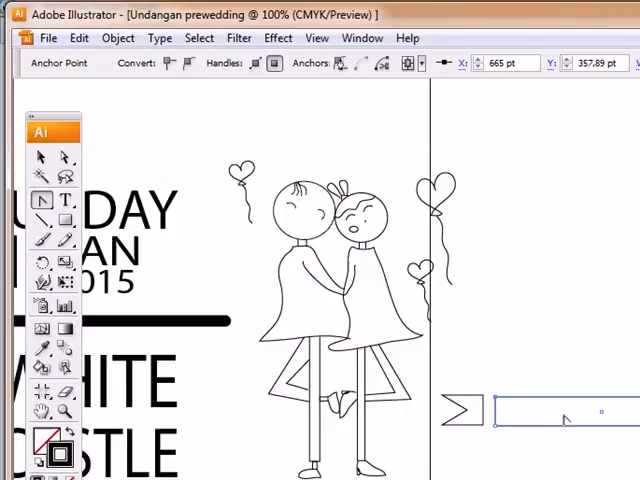 Adobe Illustrator - [Undangan prewedding @ 100% (CMYK/Preview) ]
File Edit Object Type Select Filter Effect View Window Help
Anchor Point Convert: Handles: Anchors: X: 665 pt Y: 357,89 pt
Ai
DAY
AN
015
HITE
STLE